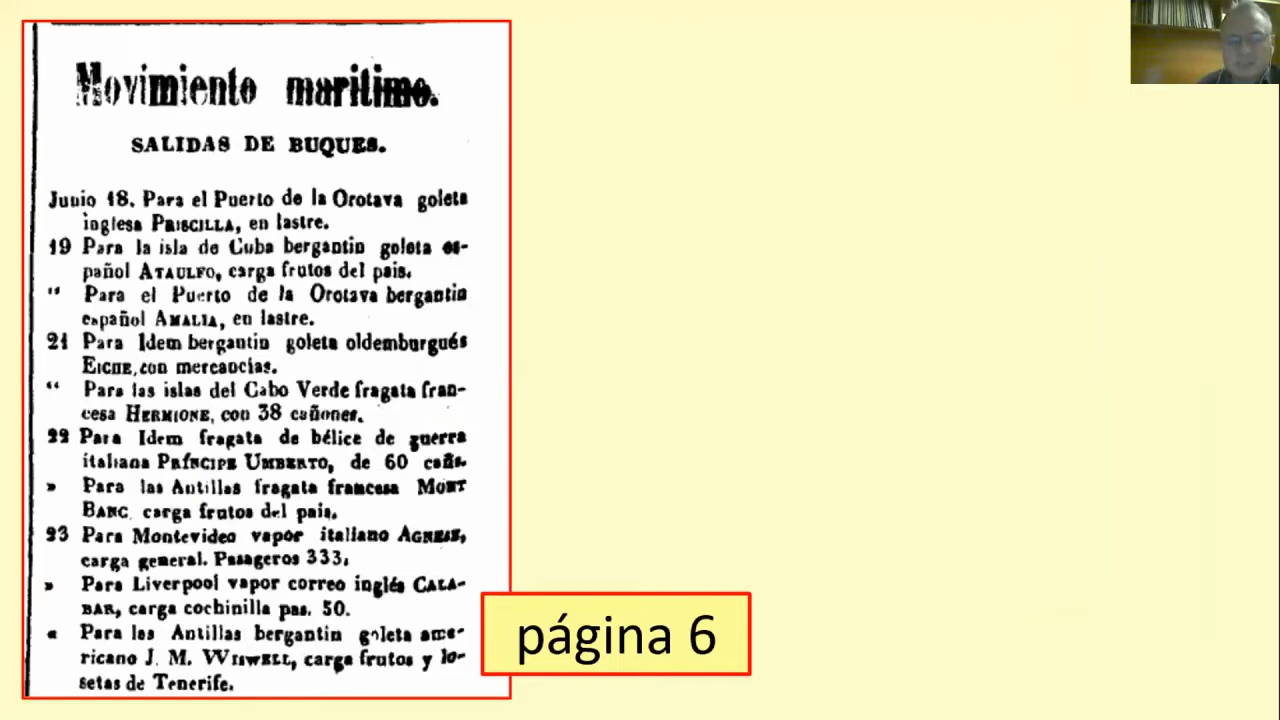 Movimiento maritimo.
SALIDAS DE BUQUES.
Junio 18. Para el Puerto de la Orotava goleta
inglesa PRISCILLA, en lastre.
19 Para la isla de Cuba bergantin goleta es-
pañol ATAULFO, carga frutos del pais.
" Para el Puerto de la Orotava bergantin
español AMALIA, en lastre.
21 Para Idem bergantin goleta oldemburgués
EICHE, con mercancias.
" Para las islas del Cabo Verde fragata fran-
cesa HERMIONE, con 38 cañones.
22 Para Idem fragata de bélice de guerra
italiana PRÍNCIPE UMBERTO, de 60 cañs.
» Para las Antillas fragata francesa MONT
BANC, carga frutos del pais.
23 Para Montevideo vapor italiano
carga general. Pasageros 333.
» Para Liverpool vapor correo inglés CALA-
BAR, carga cochinilla pas. 50.
« Para las Antillas bergantin goleta ame-
ricano J. M. WISWELL, carga frutos y lo-
setas de Tenerife.
página 6